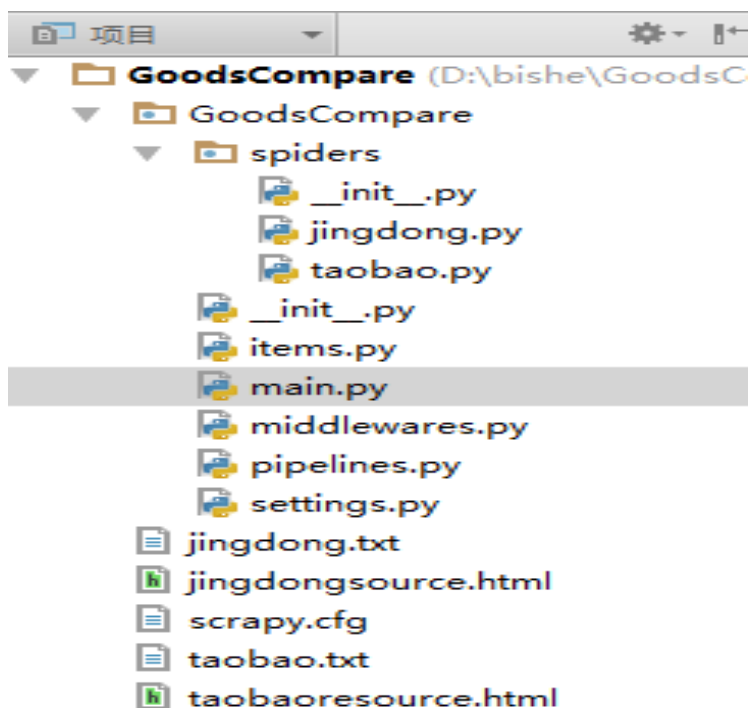 项目
GoodsCompare (D:\bishe\GoodsC
GoodsCompare
spiders
__init__.py
jingdong.py
taobao.py
__init__.py
items.py
main.py
middlewares.py
pipelines.py
settings.py
jingdong.txt
jingdongsource.html
scrapy.cfg
taobao.txt
taobaoresource.html